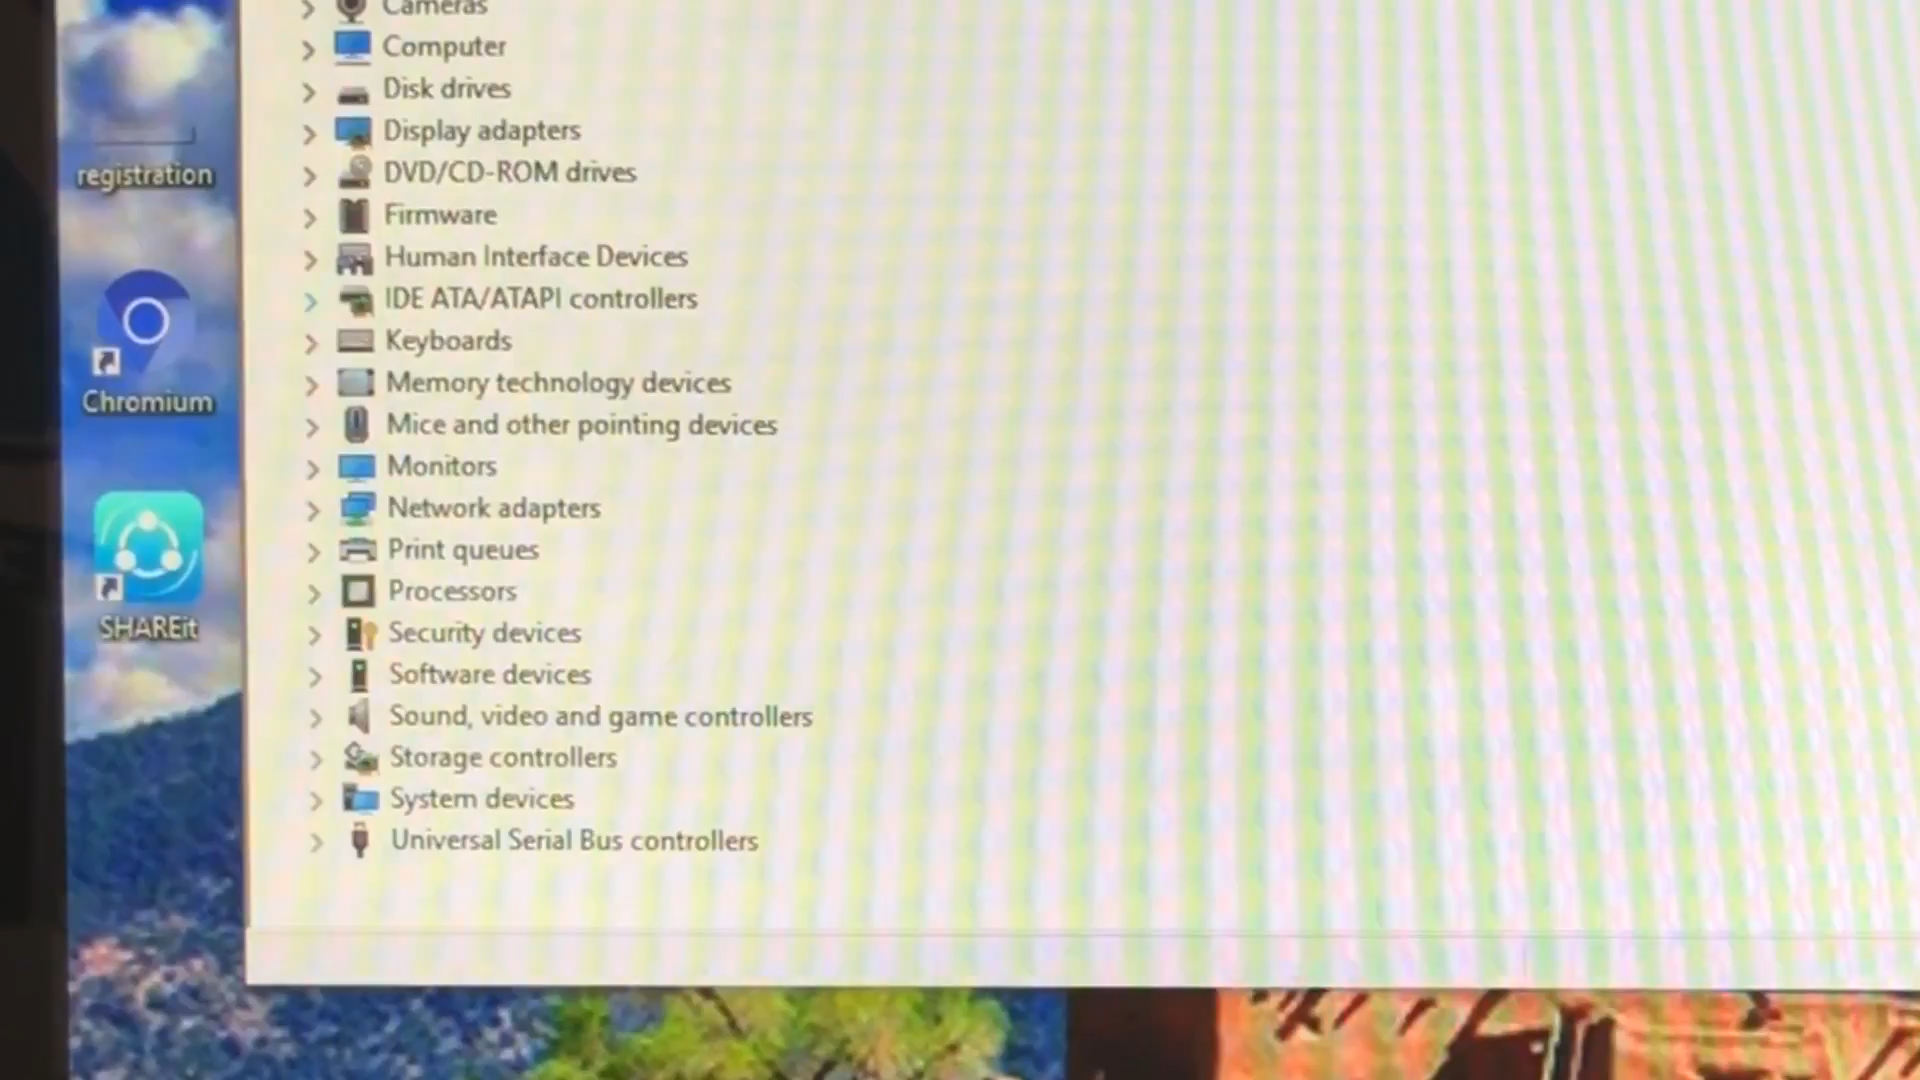 Cameras
Computer
Disk drives
Display adapters
DVD/CD-ROM drives
Firmware
Human Interface Devices
IDE ATA/ATAPI controllers
Keyboards
Memory technology devices
Mice and other pointing devices
Monitors
Network adapters
Print queues
Processors
Security devices
Software devices
Sound, video and game controllers
Storage controllers
System devices
Universal Serial Bus controllers
registration
Chromium
SHAREit